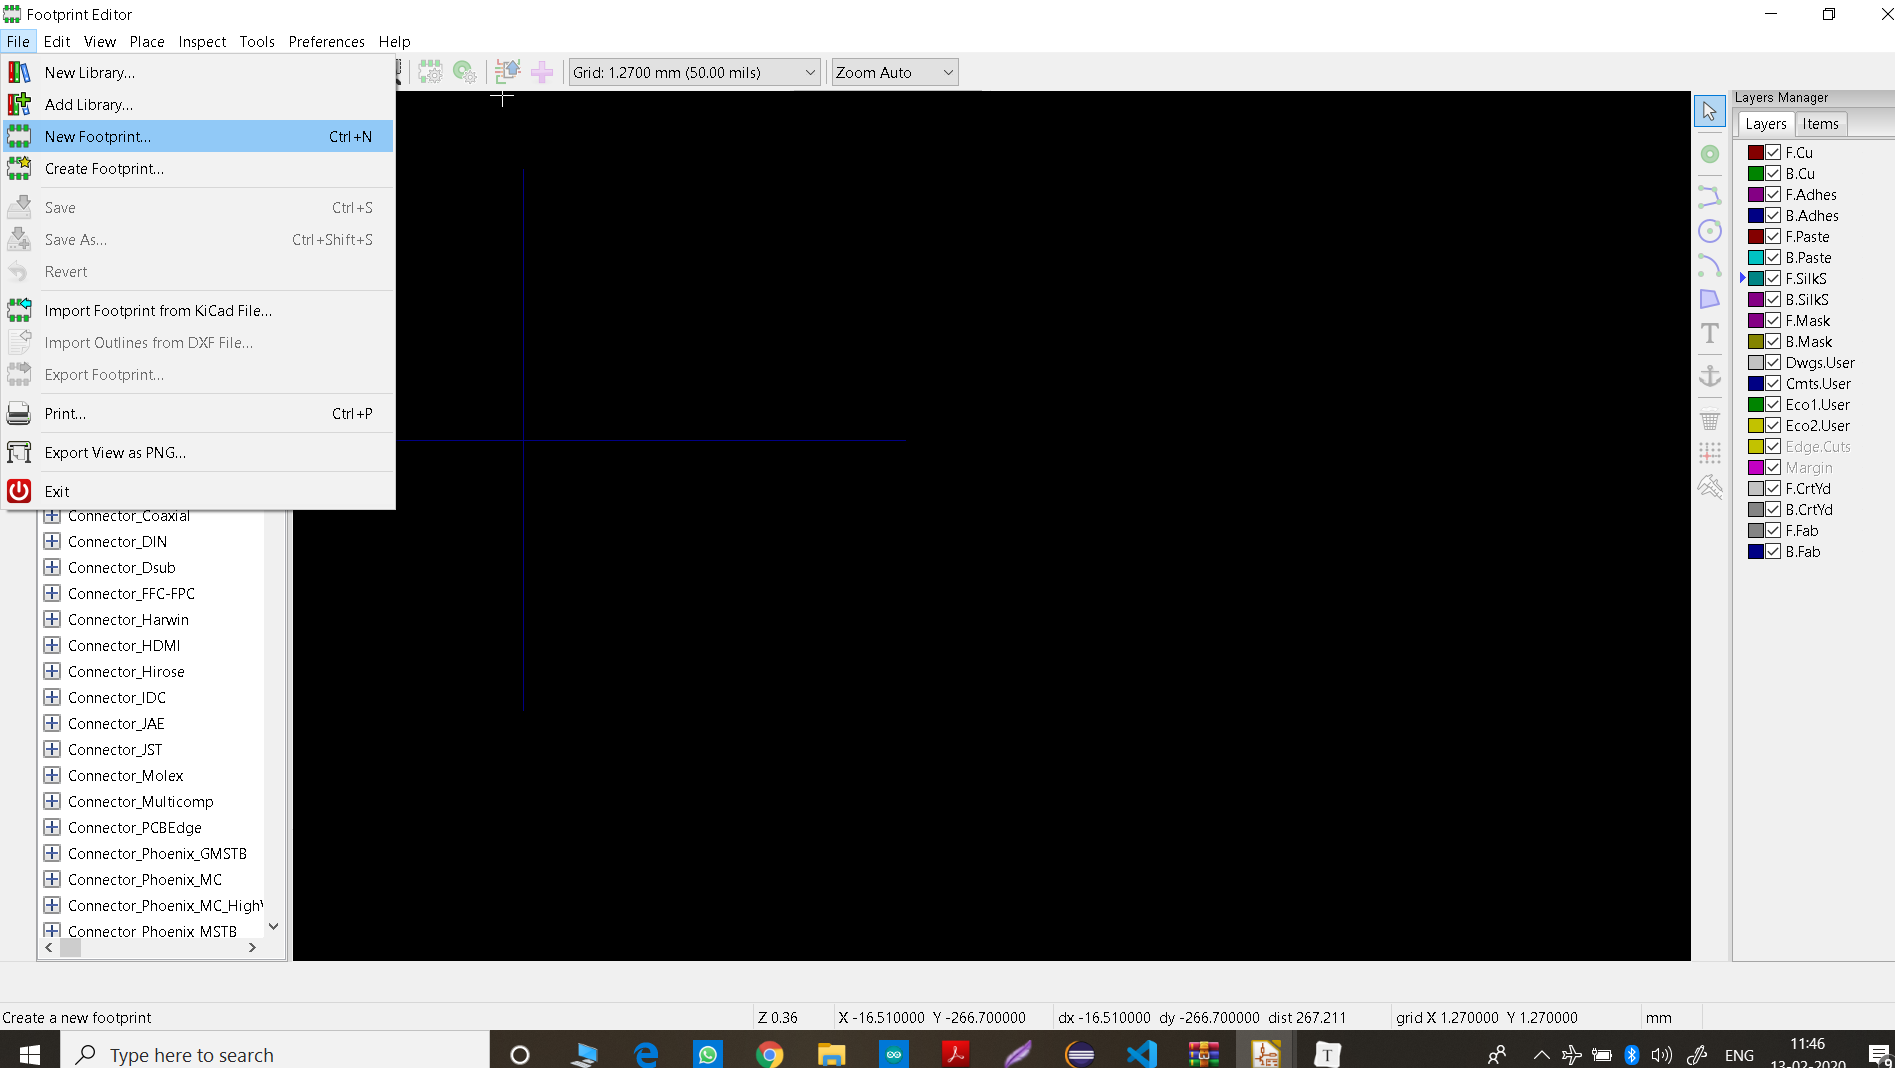 Footprint Editor
File Edit View Place Inspect Tools Preferences Help
Grid: 1.2700 mm (50.00 mils) Zoom Auto
New Library...
Add Library...
New Footprint... Ctrl+N
Create Footprint...
Save Ctrl+S
Save As... Ctrl+Shift+S
Revert
Import Footprint from KiCad File...
Import Outlines from DXF File...
Export Footprint...
Print... Ctrl+P
Export View as PNG...
Exit
Connector_Coaxial
Connector_DIN
Connector_Dsub
Connector_FFC-FPC
Connector_Harwin
Connector_HDMI
Connector_Hirose
Connector_IDC
Connector_JAE
Connector_JST
Connector_Molex
Connector_Multicomp
Connector_PCBEdge
Connector_Phoenix_GMSTB
Connector_Phoenix_MC
Connector_Phoenix_MC_High
Connector_Phoenix_MSTB
Layers Manager
Layers Items
F.Cu
B.Cu
F.Adhes
B.Adhes
F.Paste
B.Paste
F.SilkS
B.SilkS
F.Mask
B.Mask
Dwgs.User
Cmts.User
Eco1.User
Eco2.User
Edge.Cuts
Margin
F.CrtYd
B.CrtYd
F.Fab
B.Fab
T
Create a new footprint Z 0.36 X -16.510000 Y -266.700000 dx -16.510000 dy -266.700000 dist 267.211 grid X 1.270000 Y 1.270000 mm
Type here to search T ENG 11:46
13-02-2020
9